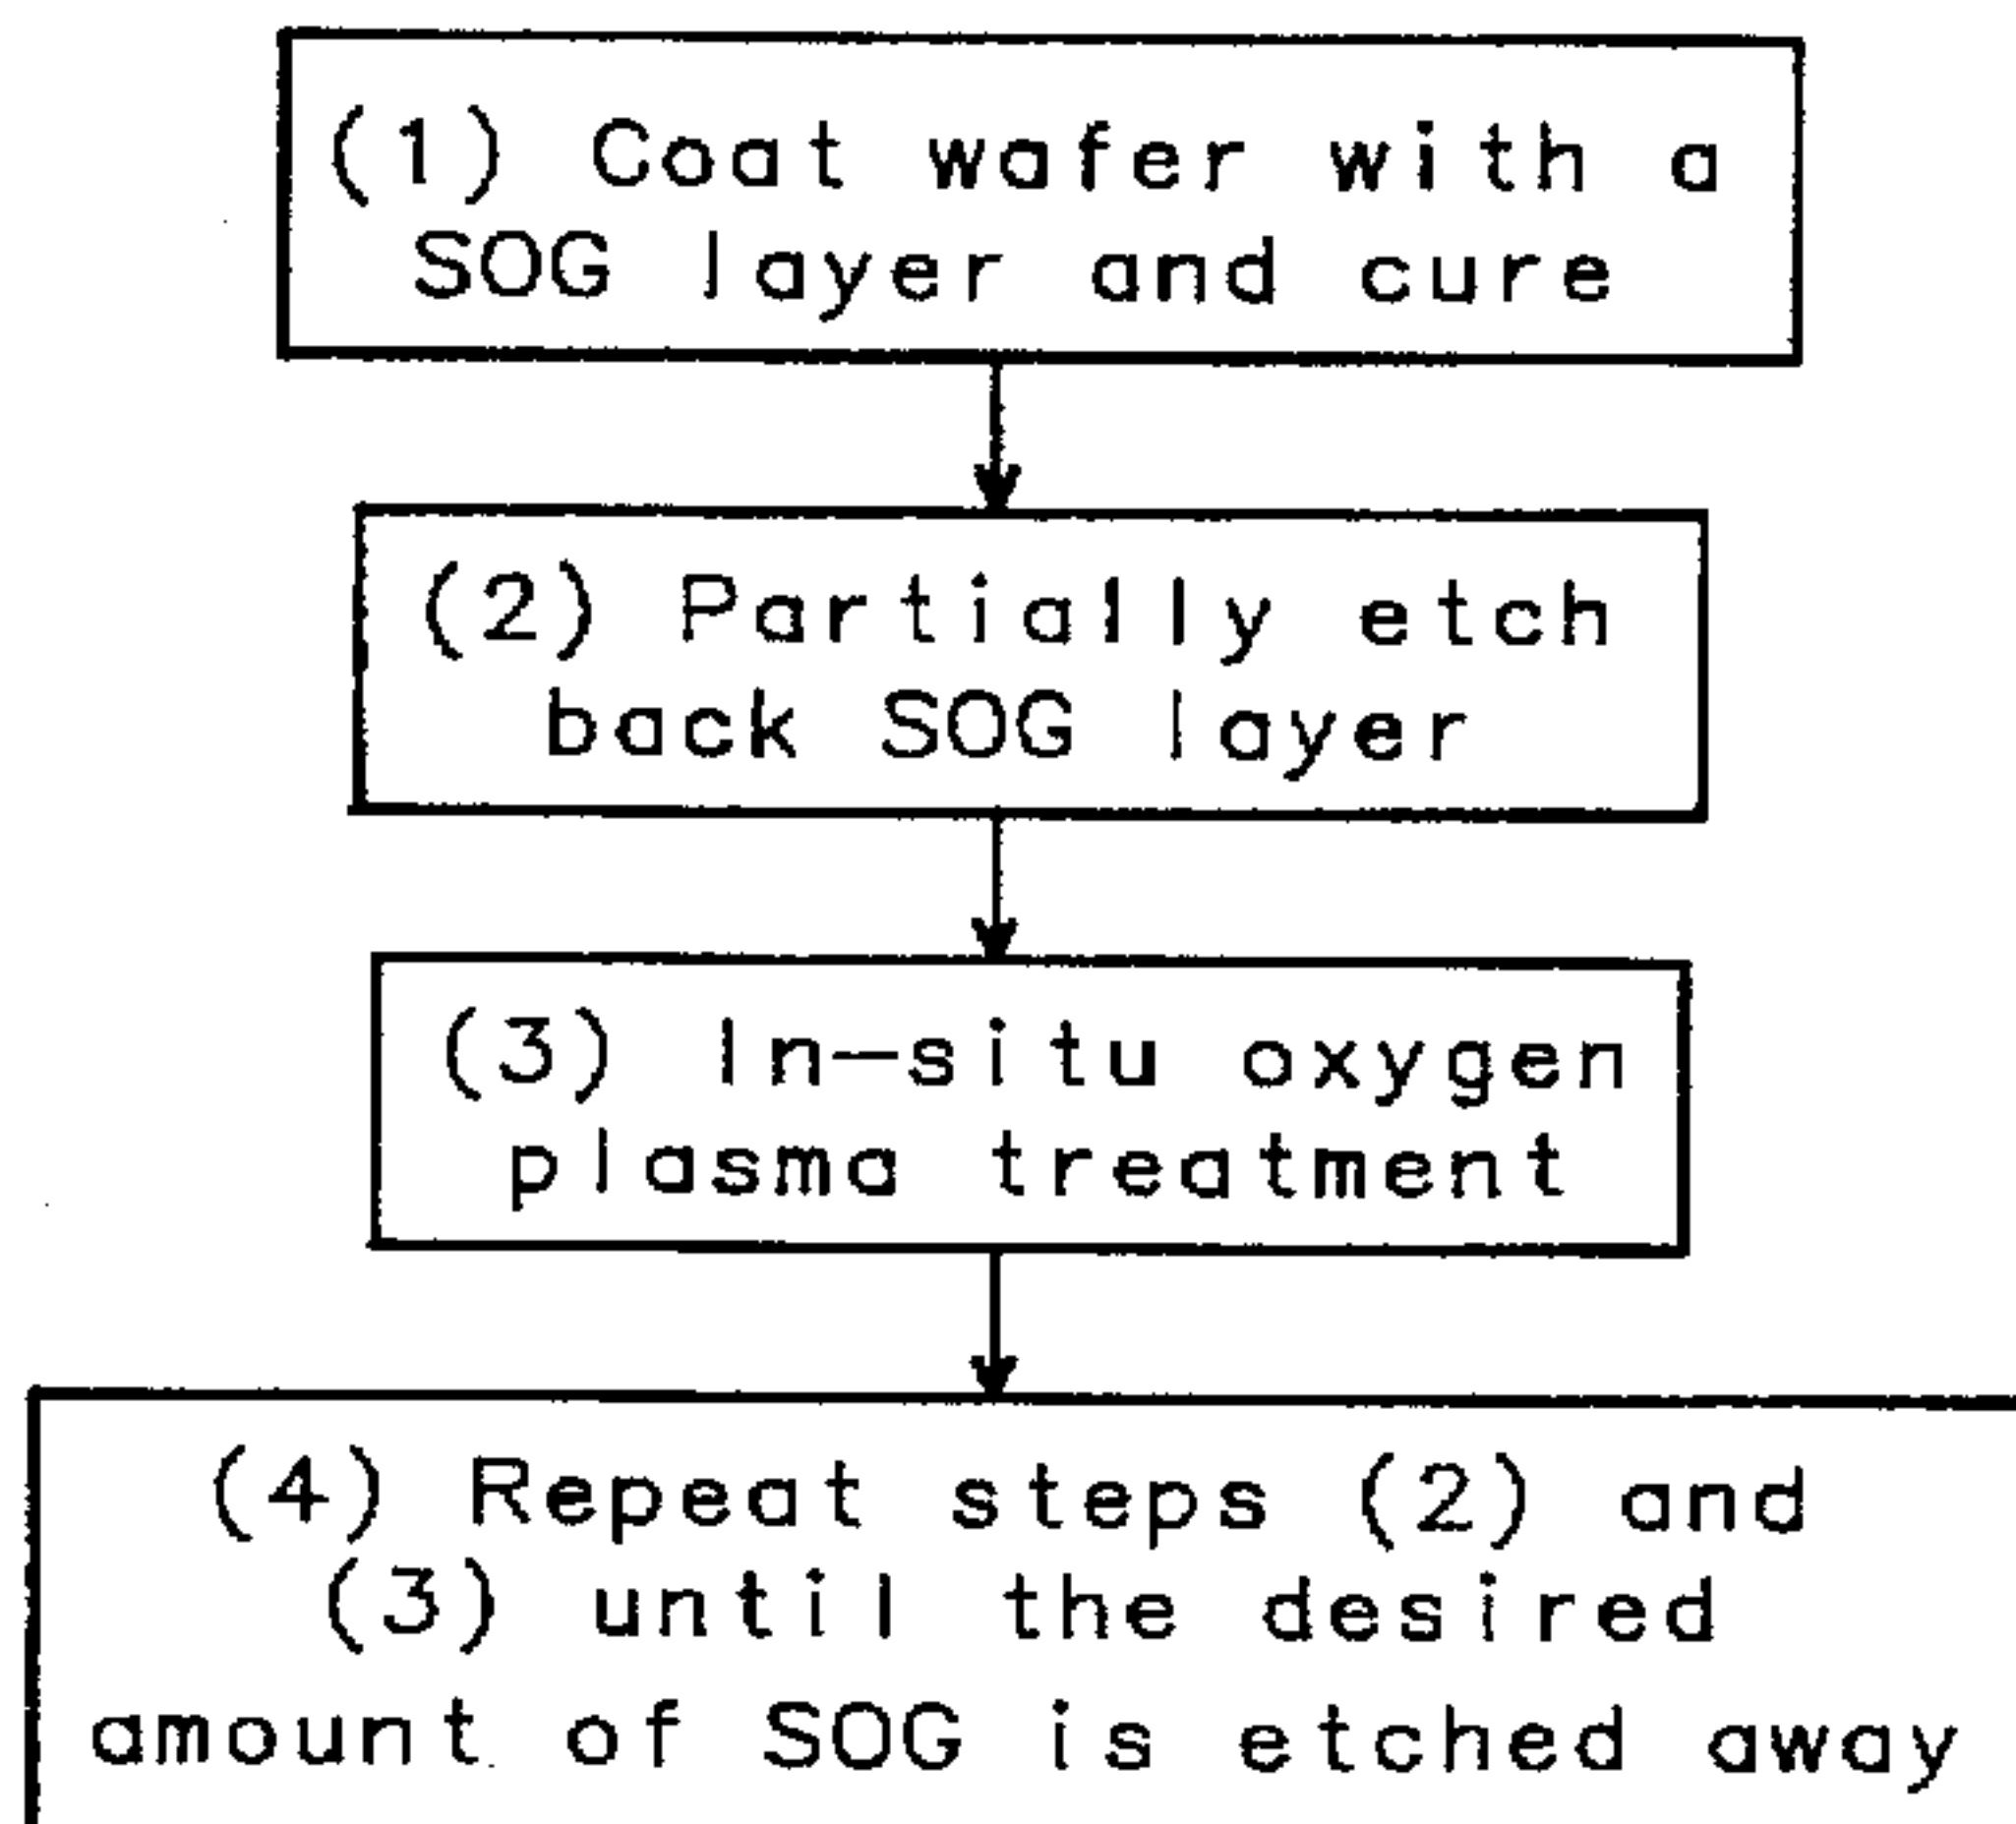 (1) Coat wafer with a
SOG layer and cure
(2) Partially etch
back SOG layer
(3) In-situ oxygen
plasma treatment
(4) Repeat steps (2) and
(3) until the desired
amount of SOG is etched away